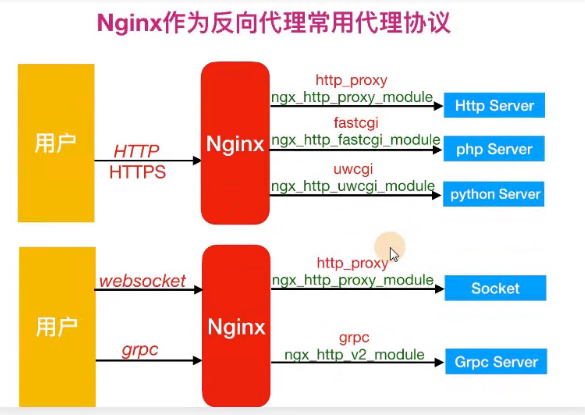 Nginx作为反向代理常用代理协议
用户
HTTP
HTTPS
Nginx
http_proxy
ngx_http_proxy_module
Http Server
fastcgi
ngx_http_fastcgi_module
php Server
uwcgi
ngx_http_uwcgi_module
python Server
用户
websocket
grpc
Nginx
http_proxy
ngx_http_proxy_module
Socket
grpc
ngx_http_v2_module
Grpc Server